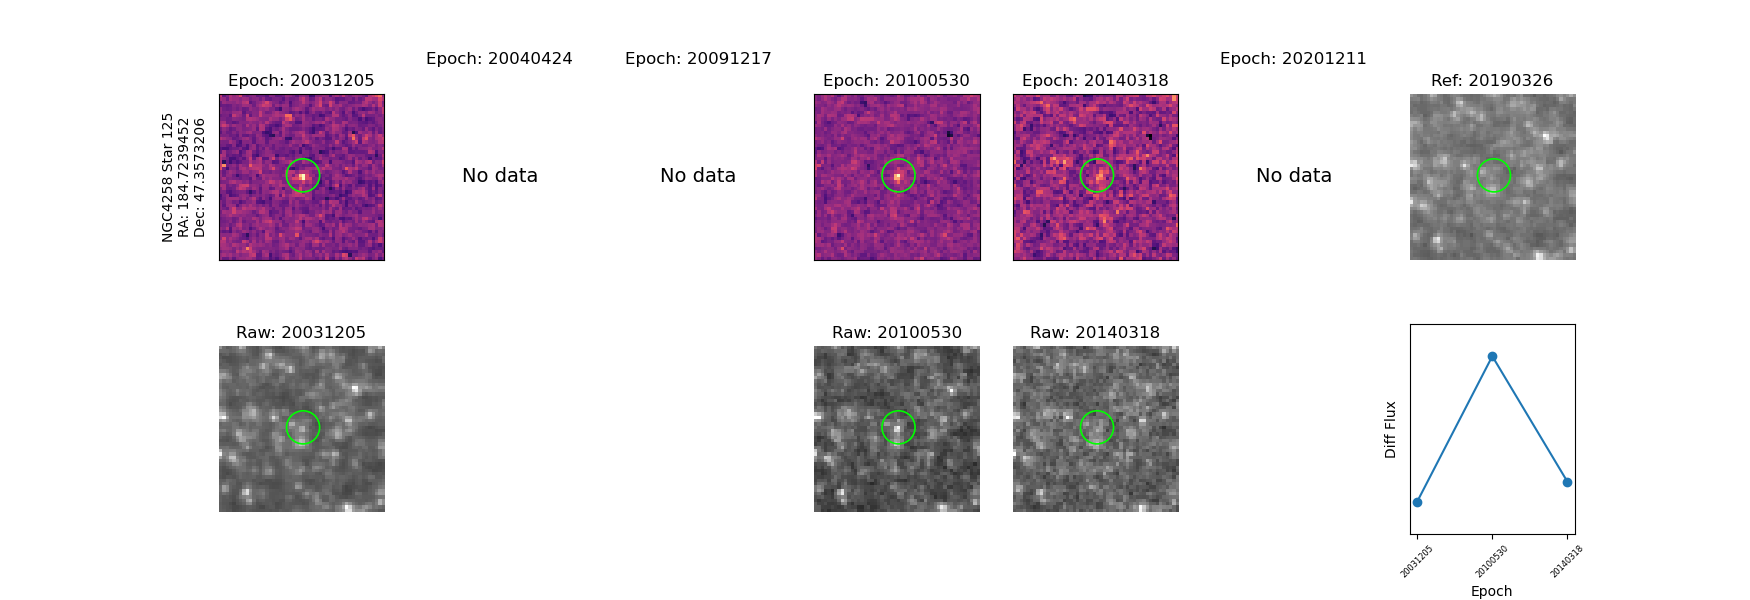 Epoch: 20040424
Epoch: 20091217
Epoch: 20201211
Epoch: 20031205
Epoch: 20100530
Epoch: 20140318
Ref: 20190326
NGC4258 Star 125
RA: 184.7239452
Dec: 47.3573206
No data
No data
No data
Raw: 20031205
Raw: 20100530
Raw: 20140318
Diff Flux
20031205
20100530
20140318
Epoch